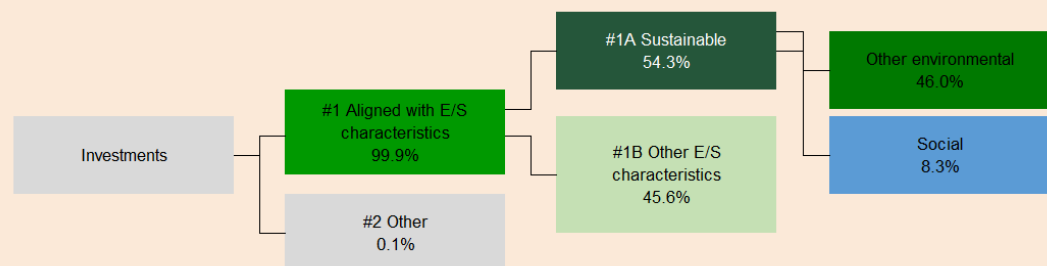 Investments
#1 Aligned with E/S
characteristics
99.9%
#2 Other
0.1%
#1A Sustainable
54.3%
#1B Other E/S
characteristics
45.6%
Other environmental
46.0%
Social
8.3%